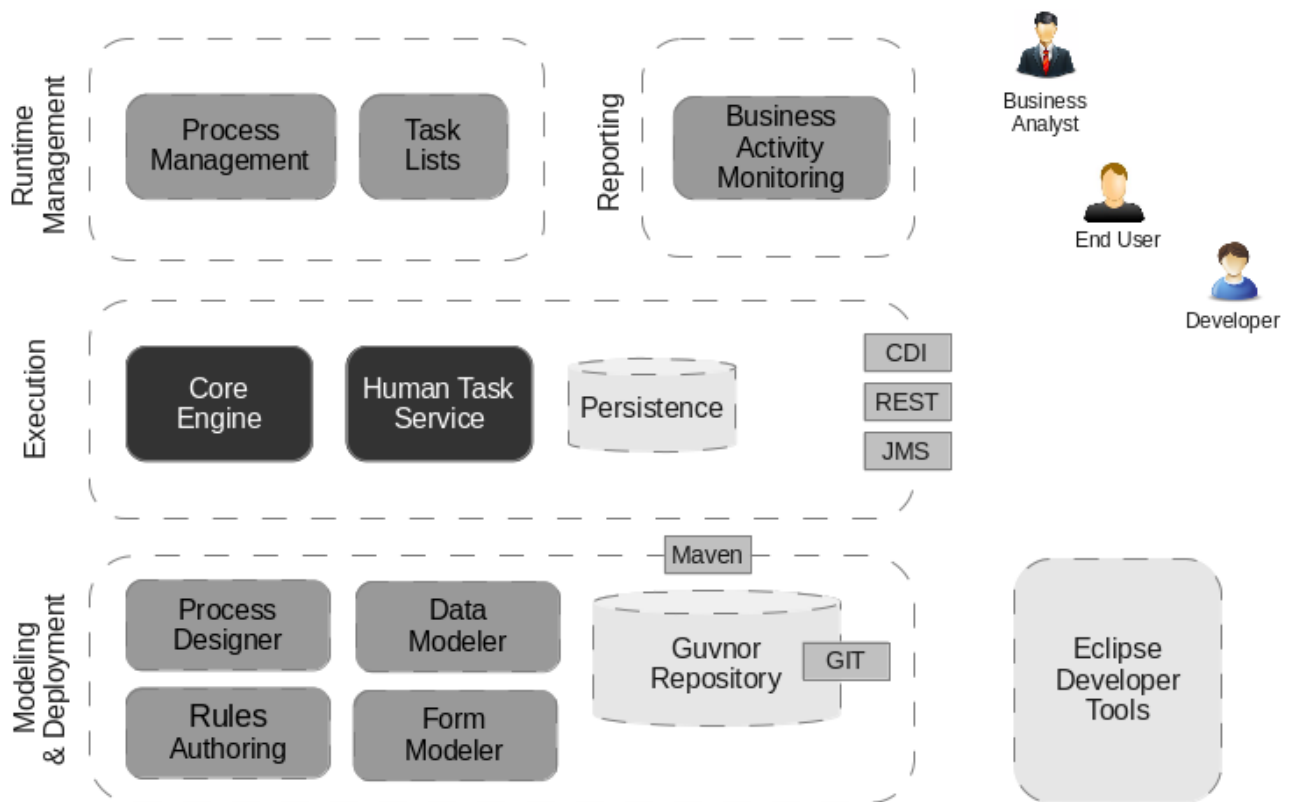 Runtime
Management
Process
Management
Task
Lists
Reporting
Business
Activity
Monitoring
Business
Analyst
End User
Developer
Execution
Core
Engine
Human Task
Service
Persistence
CDI
REST
JMS
Modeling
& Deployment
Process
Designer
Data
Modeler
Rules
Authoring
Form
Modeler
Maven
Guvnor
Repository
GIT
Eclipse
Developer
Tools